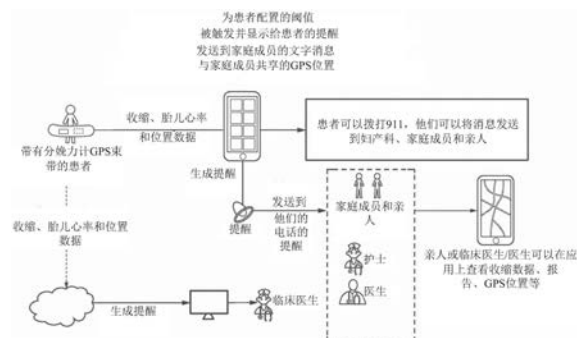 为患者配置的阈值
被触发并显示给患者的提醒
发送到家庭成员的文字消息
与家庭成员共享的GPS位置
收缩、胎儿心率
和位置数据
患者可以拨打911，他们可以将消息发送
到妇产科、家庭成员和亲人
带有分娩力计GPS束
带的患者
生成提醒
发送到
他们的
电话的
提醒
提醒
家庭成员和亲
人
收缩、胎儿心率和位置
数据
护士
医生
亲人或临床医生/医生可以在应
用上查看收缩数据、报
告、GPS位置等
生成提醒
临床医生